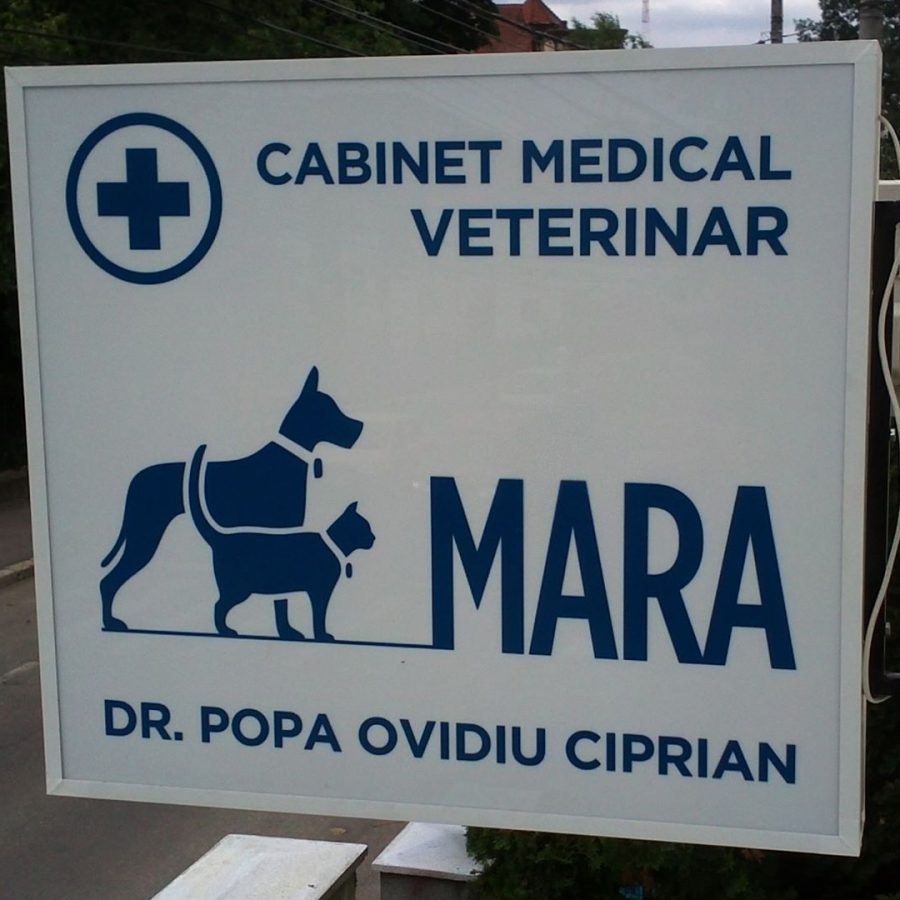 CABINET MEDICAL
VETERINAR
MARA
DR. POPA OVIDIU CIPRIAN